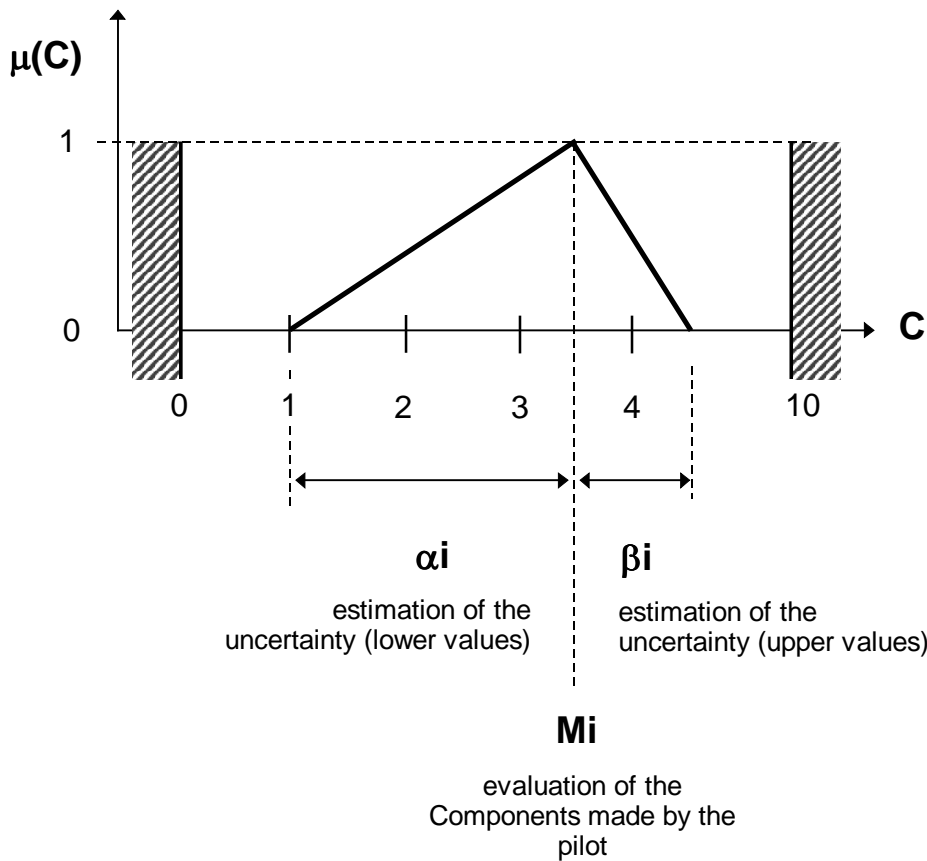 μ(C)
1
0
C
0 1 2 3 4 10
αi
βi
estimation of the
uncertainty (lower values)
estimation of the
uncertainty (upper values)
Mi
evaluation of the
Components made by the
pilot